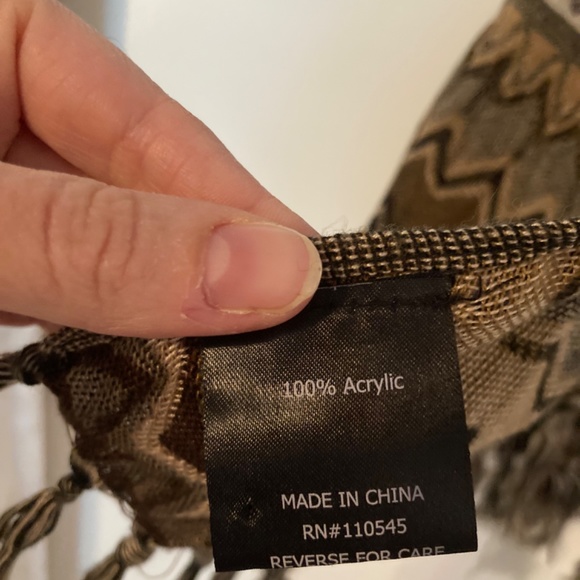 100% Acrylic
MADE IN CHINA
RN#110545
REVERSE FOR CARE